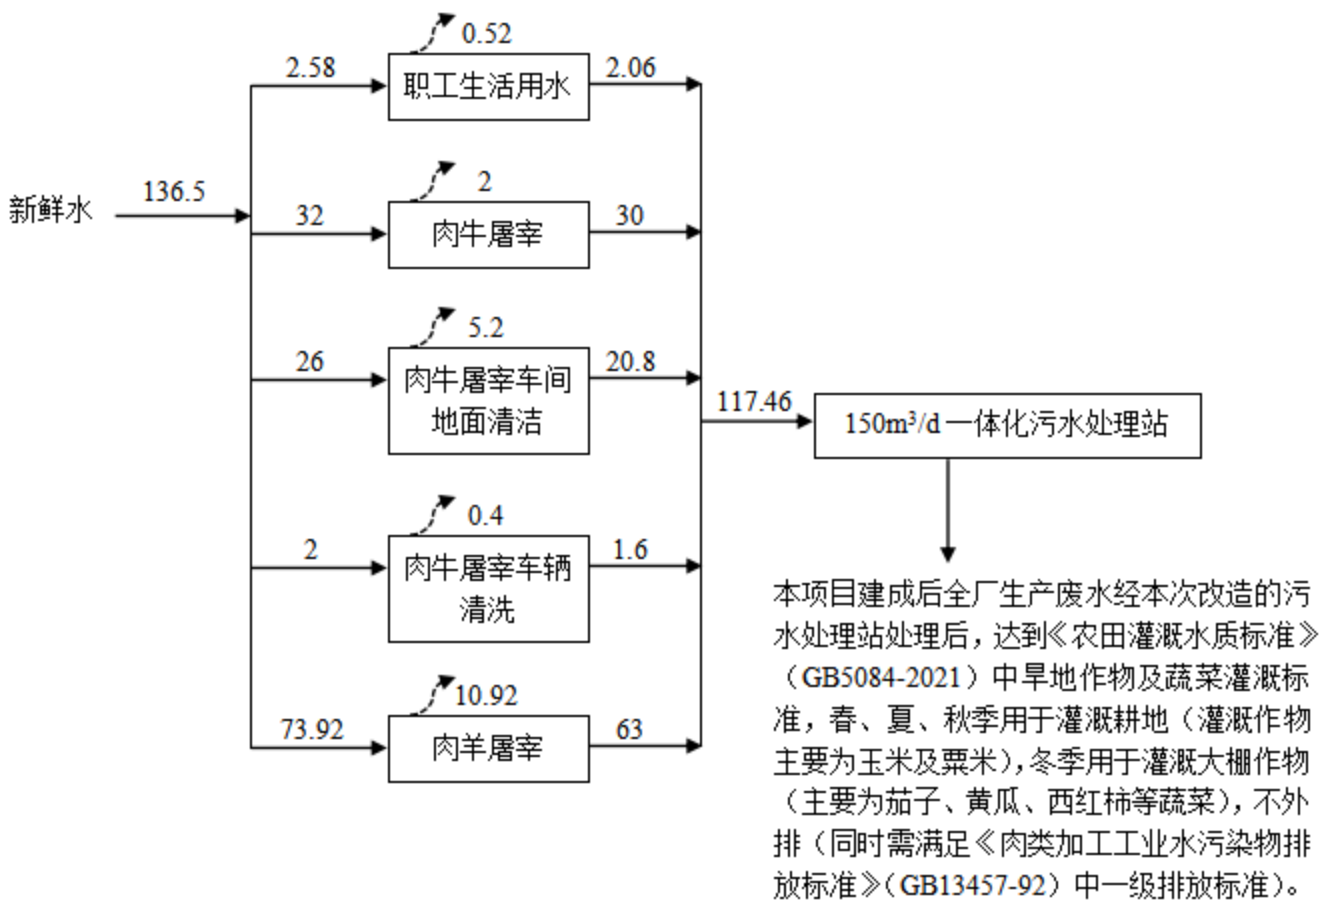 0.52
2.58
职工生活用水
2.06
新鲜水
136.5
2
32
肉牛屠宰
30
5.2
26
肉牛屠宰车间
地面清洁
20.8
117.46
150m³/d一体化污水处理站
0.4
2
肉牛屠宰车辆
清洗
1.6
10.92
73.92
肉羊屠宰
63
本项目建成后全厂生产废水经本次改造的污
水处理站处理后，达到《农田灌溉水质标准》
（GB5084-2021）中旱地作物及蔬菜灌溉标
准，春、夏、秋季用于灌溉耕地（灌溉作物
主要为玉米及粟米），冬季用于灌溉大棚作物
（主要为茄子、黄瓜、西红柿等蔬菜），不外
排（同时需满足《肉类加工工业水污染物排
放标准》（GB13457-92）中一级排放标准）。